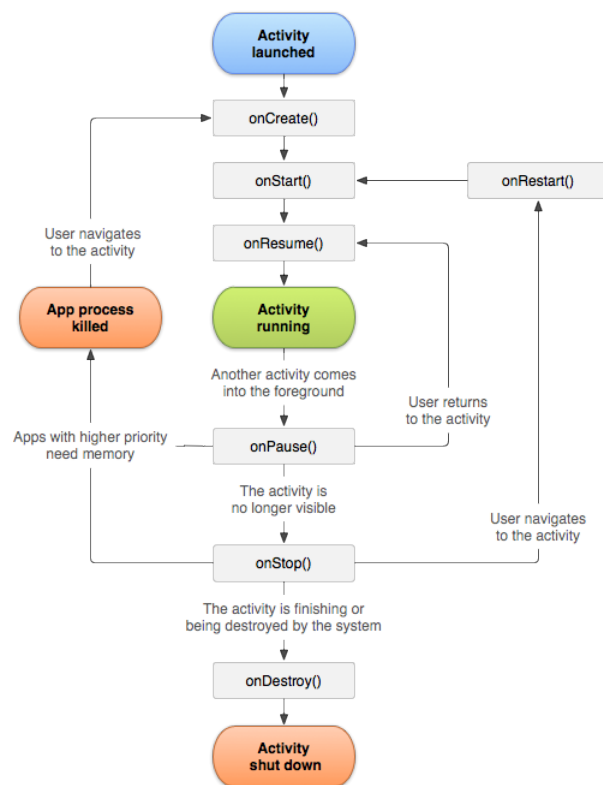 Activity
launched
onCreate()
onStart()
onRestart()
User navigates
to the activity
onResume()
App process
killed
Activity
running
Another activity comes
into the foreground
User returns
to the activity
Apps with higher priority
need memory
onPause()
The activity is
no longer visible
User navigates
to the activity
onStop()
The activity is finishing or
being destroyed by the system
onDestroy()
Activity
shut down